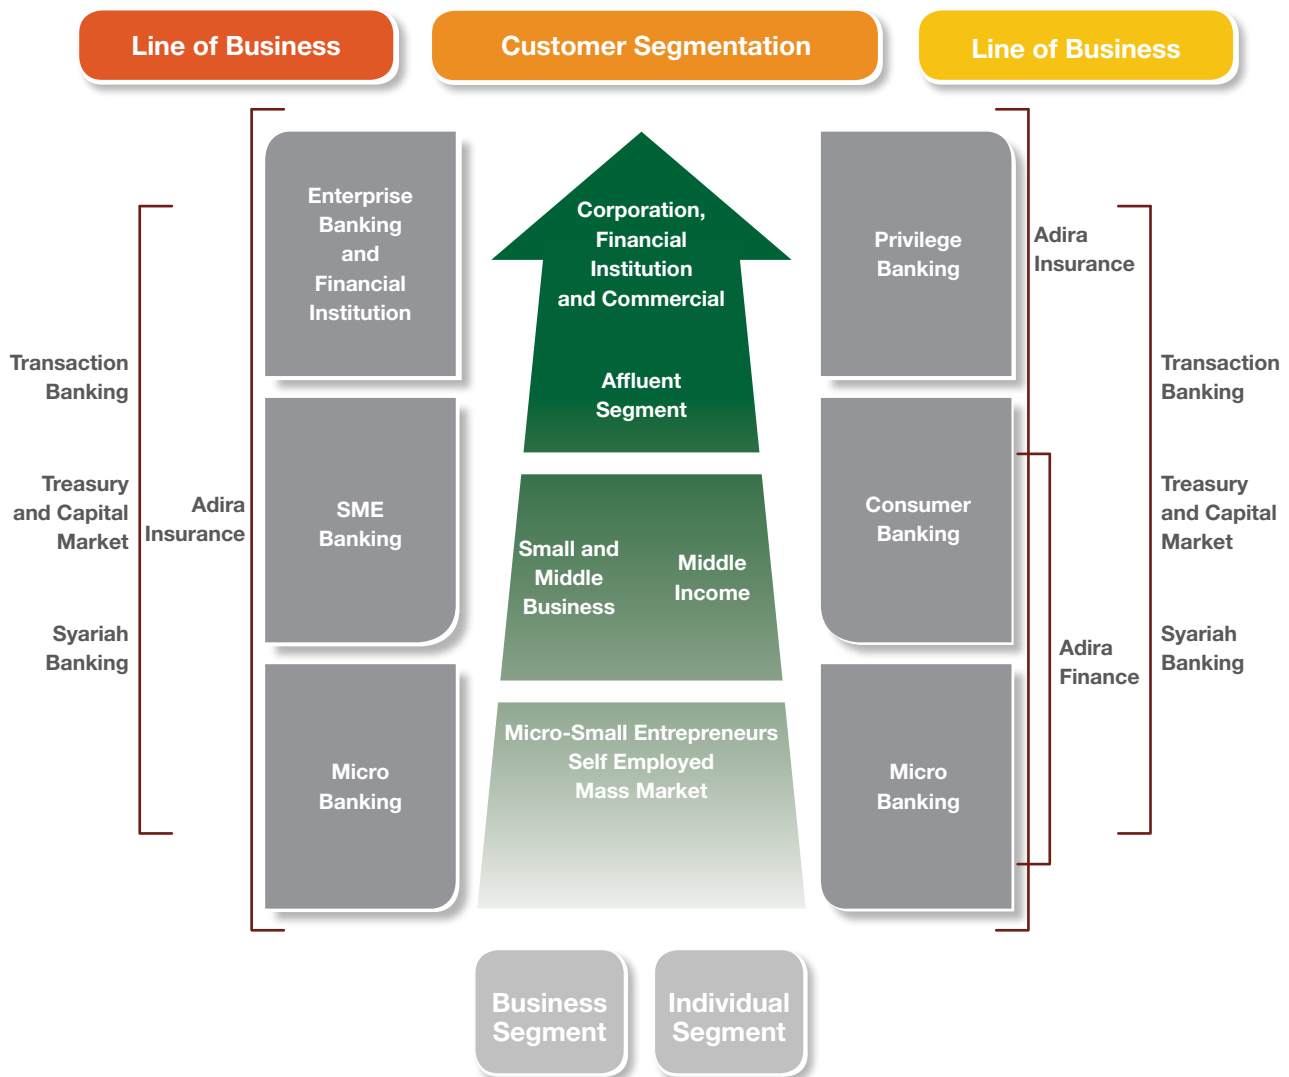 Line of Business
Customer Segmentation
Line of Business
Enterprise
Banking
and
Financial
Institution
Corporation,
Financial
Institution
and Commercial
Privilege
Banking
Adira
Insurance
Transaction
Banking
Affluent
Segment
Transaction
Banking
Treasury
and Capital
Market
Adira
Insurance
SME
Banking
Small and
Middle
Business
Middle
Income
Consumer
Banking
Treasury
and Capital
Market
Syariah
Banking
Adira
Finance
Syariah
Banking
Micro
Banking
Micro-Small Entrepreneurs
Self Employed
Mass Market
Micro
Banking
Business
Segment
Individual
Segment